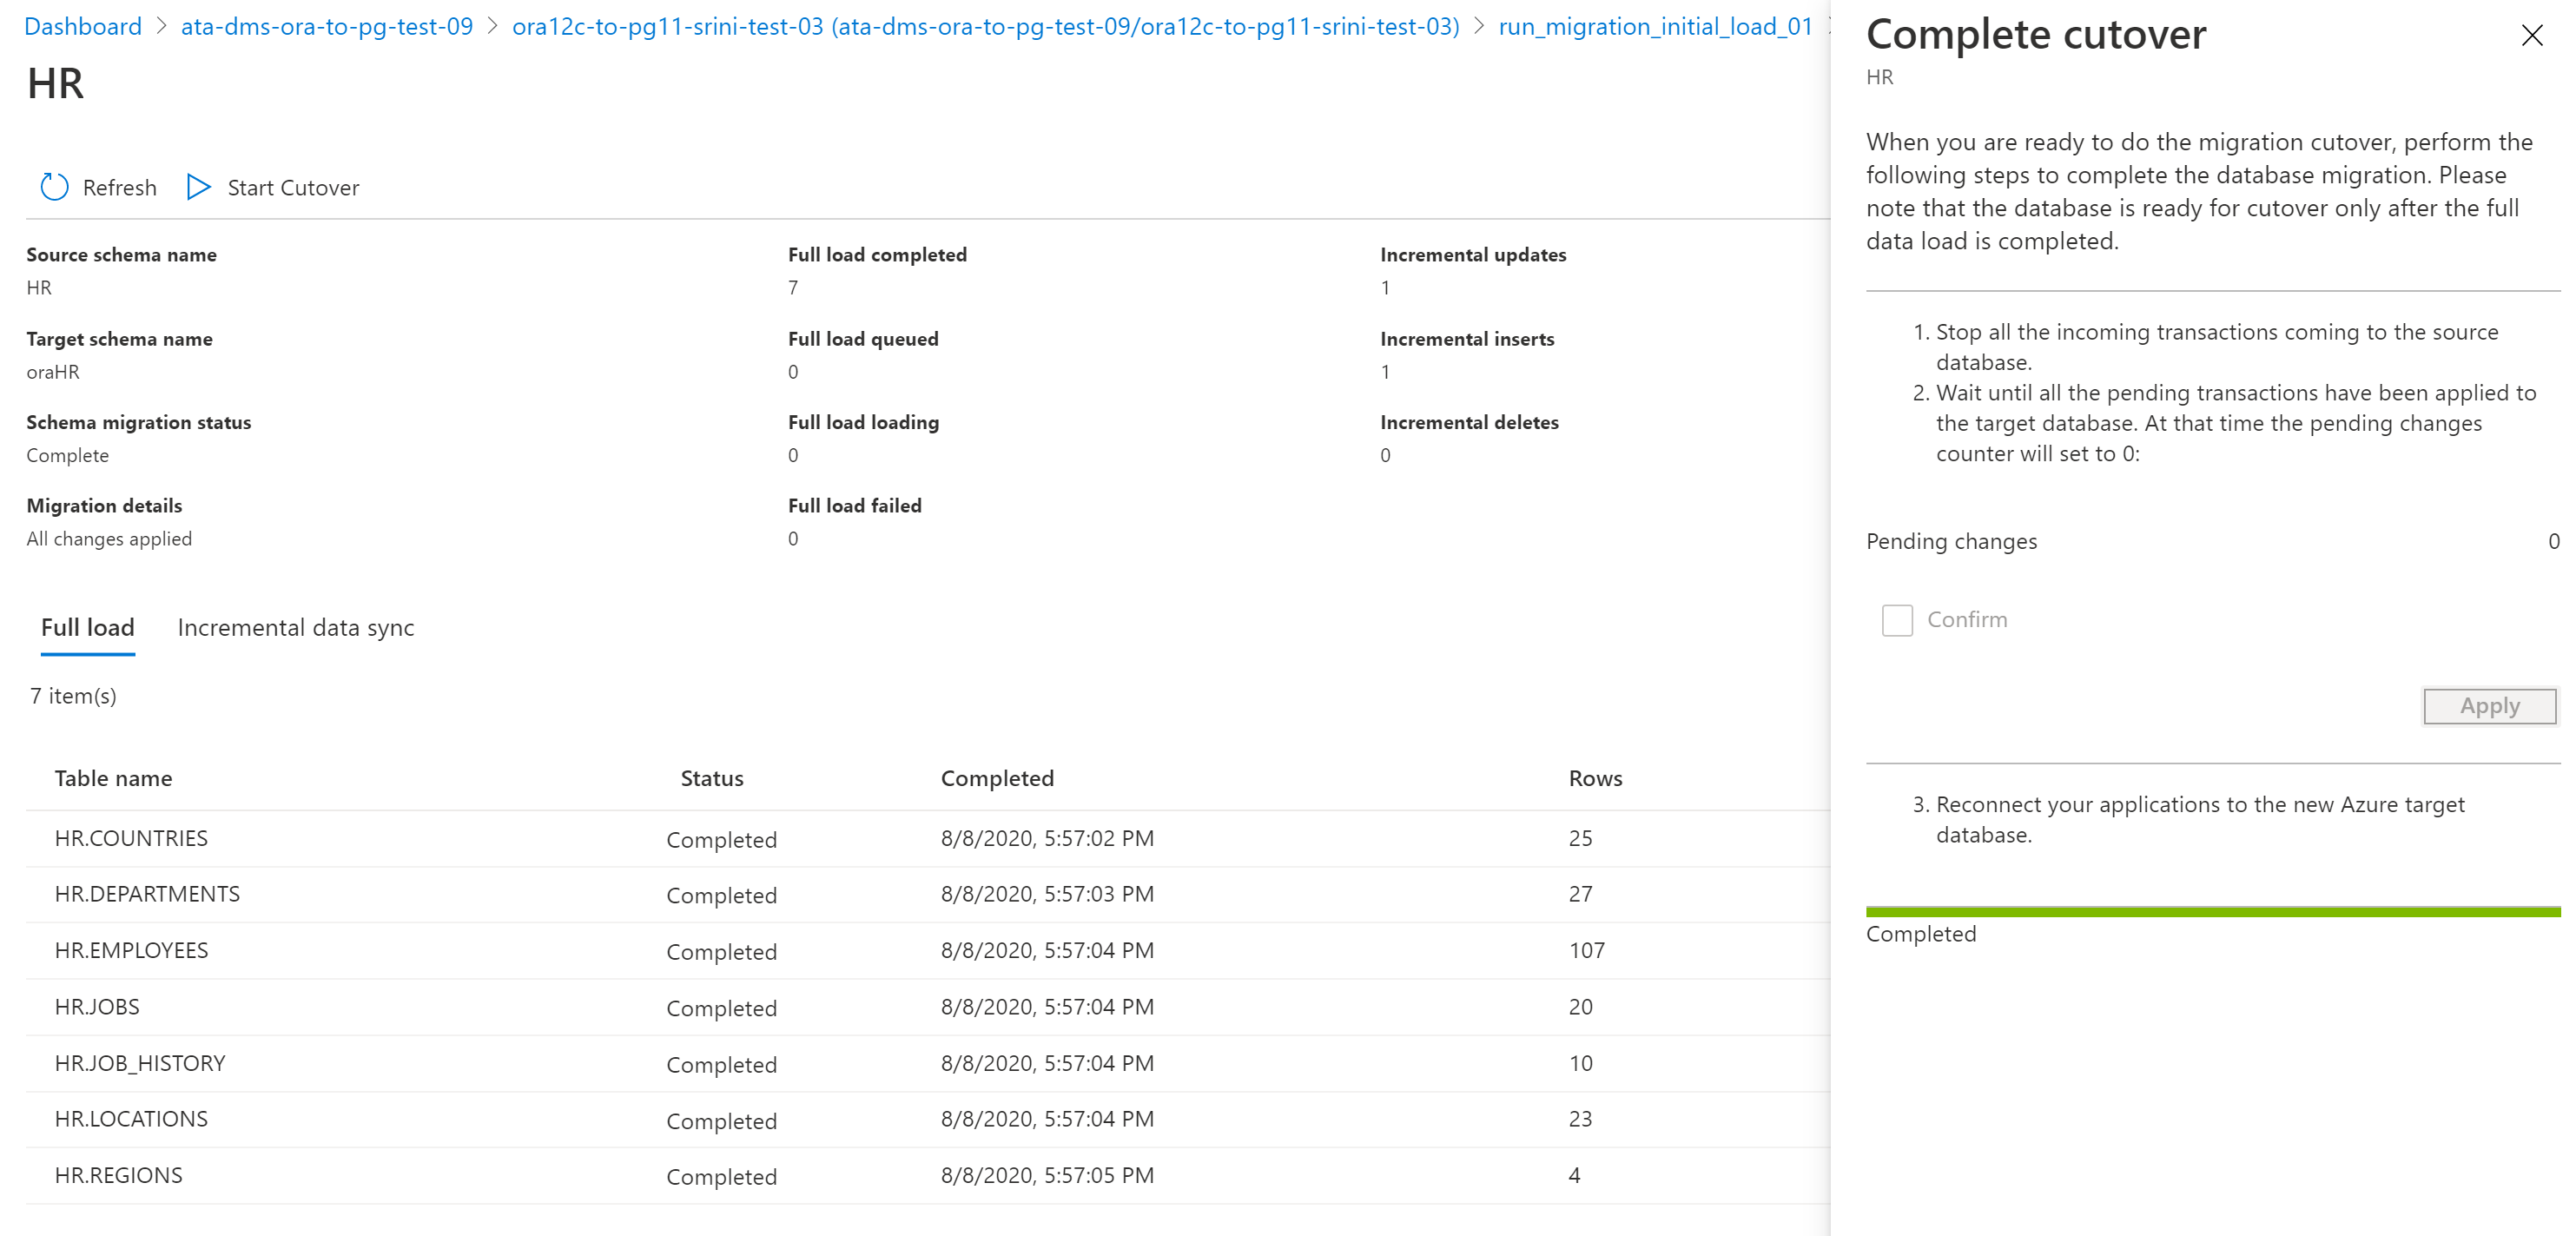 Dashboard > ata-dms-ora-to-pg-test-09 > ora12c-to-pg11-srini-test-03 (ata-dms-ora-to-pg-test-09/ora12c-to-pg11-srini-test-03) > run_migration_initial_load_01
HR
Refresh Start Cutover
Source schema name
HR
Target schema name
oraHR
Schema migration status
Complete
Migration details
All changes applied
Full load completed
7
Full load queued
0
Full load loading
0
Full load failed
0
Incremental updates
1
Incremental inserts
1
Incremental deletes
0
Full load Incremental data sync
7 item(s)
Table name Status Completed Rows
HR.COUNTRIES Completed 8/8/2020, 5:57:02 PM 25
HR.DEPARTMENTS Completed 8/8/2020, 5:57:03 PM 27
HR.EMPLOYEES Completed 8/8/2020, 5:57:04 PM 107
HR.JOBS Completed 8/8/2020, 5:57:04 PM 20
HR.JOB_HISTORY Completed 8/8/2020, 5:57:04 PM 10
HR.LOCATIONS Completed 8/8/2020, 5:57:04 PM 23
HR.REGIONS Completed 8/8/2020, 5:57:05 PM 4
Complete cutover
HR
When you are ready to do the migration cutover, perform the
following steps to complete the database migration. Please
note that the database is ready for cutover only after the full
data load is completed.
1. Stop all the incoming transactions coming to the source
database.
2. Wait until all the pending transactions have been applied to
the target database. At that time the pending changes
counter will set to 0:
Pending changes 0
Confirm
Apply
3. Reconnect your applications to the new Azure target
database.
Completed